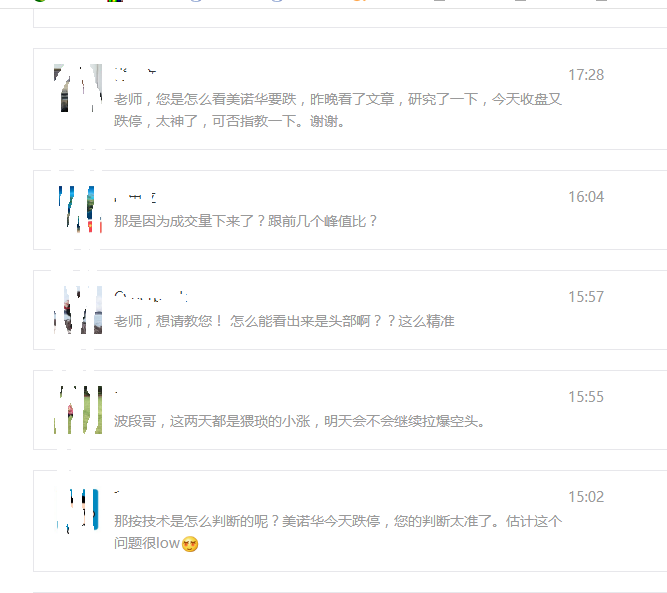 17:28
老师，您是怎么看美诺华要跌，昨晚看了文章，研究了一下，今天收盘又
跌停，太神了，可否指教一下。谢谢。
16:04
那是因为成交量下来了？跟前几个峰值比？
15:57
老师，想请教您！ 怎么能看出来是头部啊？？这么精准
15:55
波段哥，这两天都是猥琐的小涨，明天会不会继续拉爆空头。
15:02
那按技术是怎么判断的呢？美诺华今天跌停，您的判断太准了。估计这个
问题很low😍